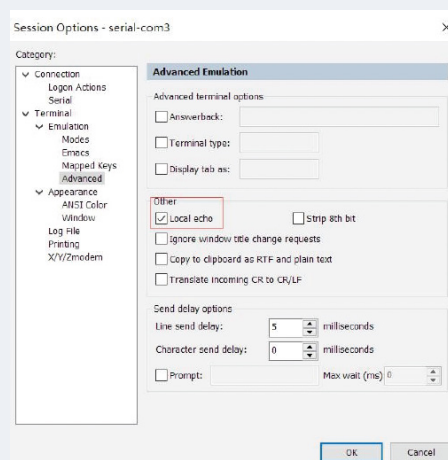 Session Options - serial-com3
Category:
Connection
Logon Actions
Serial
Terminal
Emulation
Modes
Emacs
Mapped Keys
Advanced
Appearance
ANSI Color
Window
Log File
Printing
X/Y/Zmodem
Advanced Emulation
Advanced terminal options
Answerback:
Terminal type:
Display tab as:
Other
Local echo
Strip 8th bit
Ignore window title change requests
Copy to clipboard as RTF and plain text
Translate incoming CR to CR/LF
Send delay options
Line send delay: 5 milliseconds
Character send delay: 0 milliseconds
Prompt: Max wait (ms) 0
OK Cancel